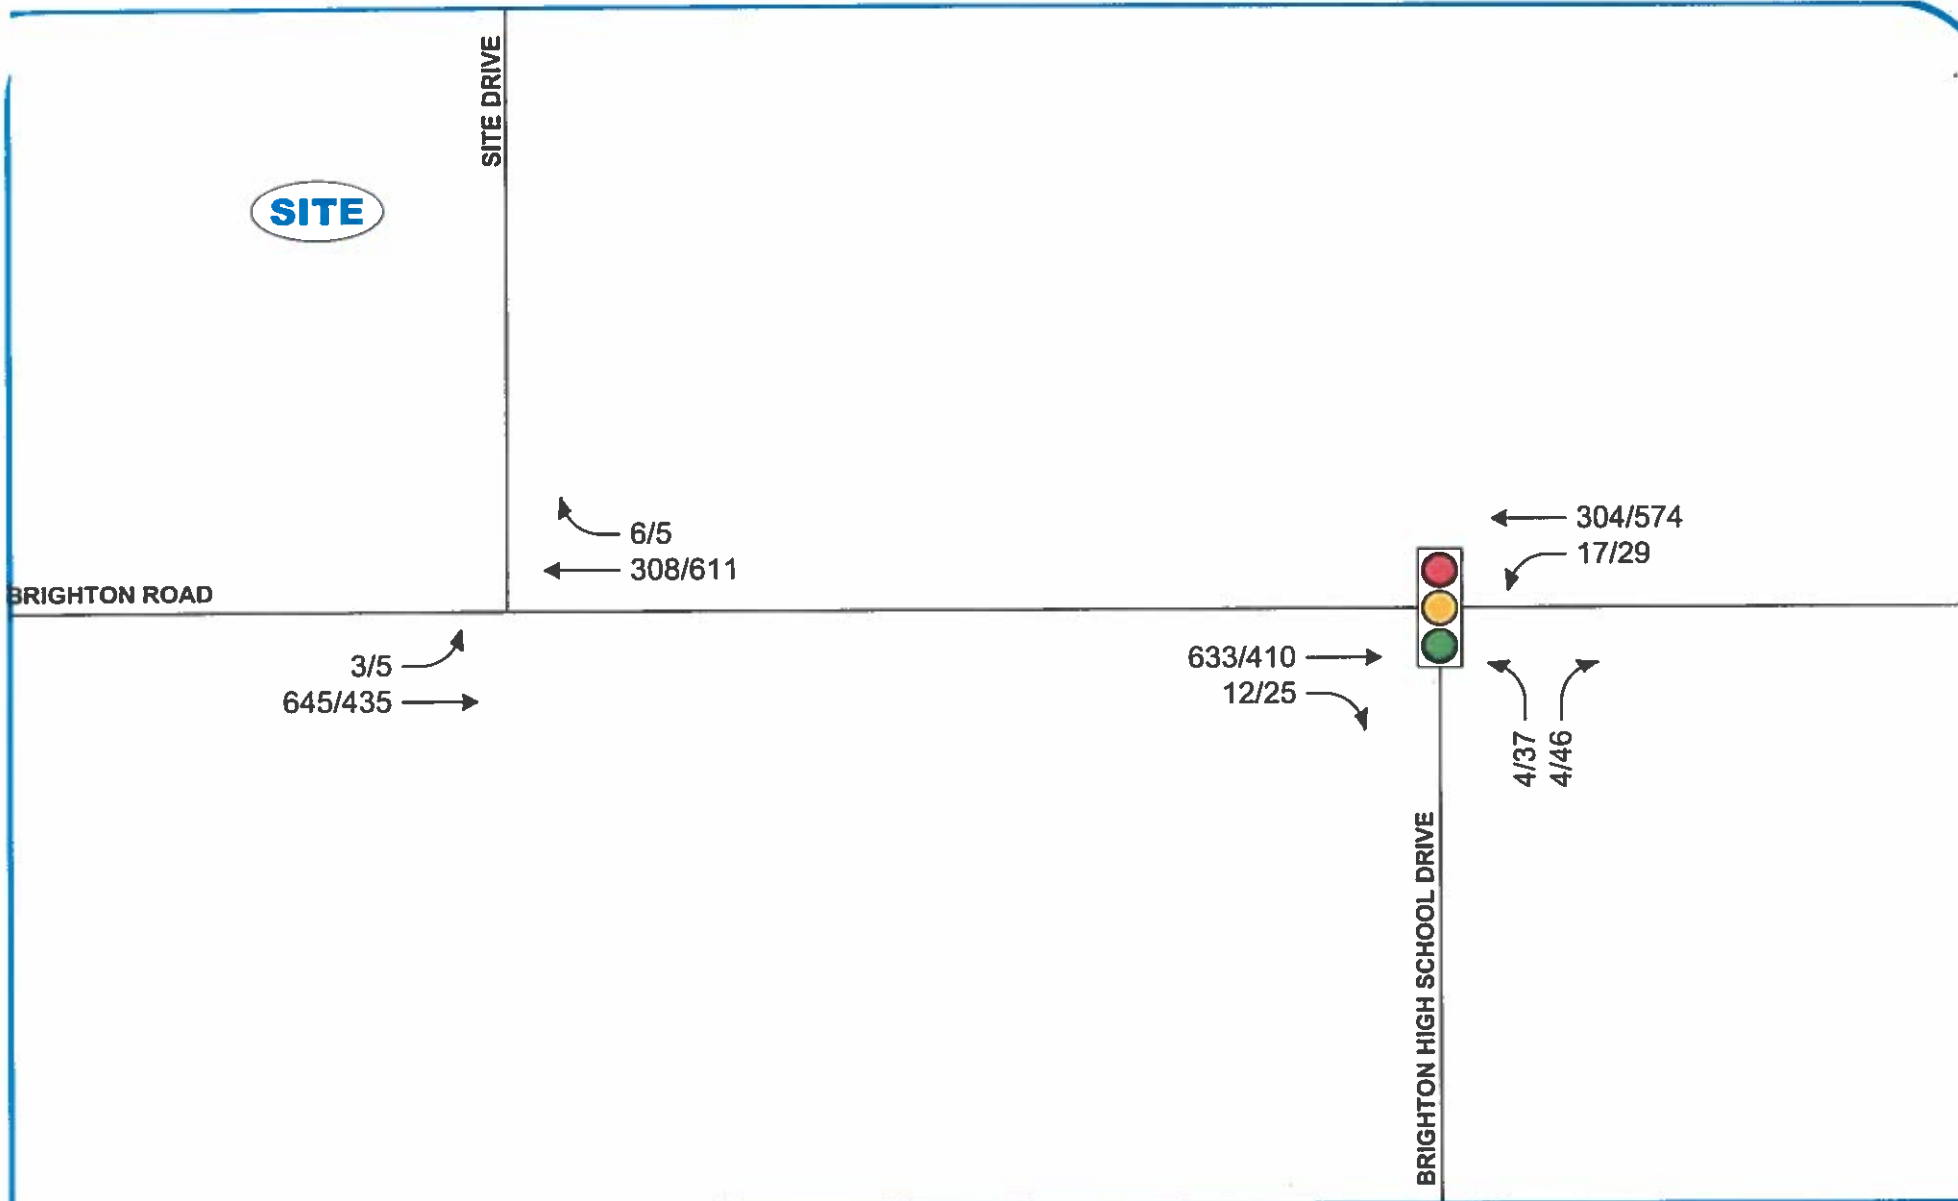 SITE DRIVE
SITE
6/5
308/611
BRIGHTON ROAD
3/5
645/435
304/574
17/29
633/410
12/25
4/37
4/46
BRIGHTON HIGH SCHOOL DRIVE